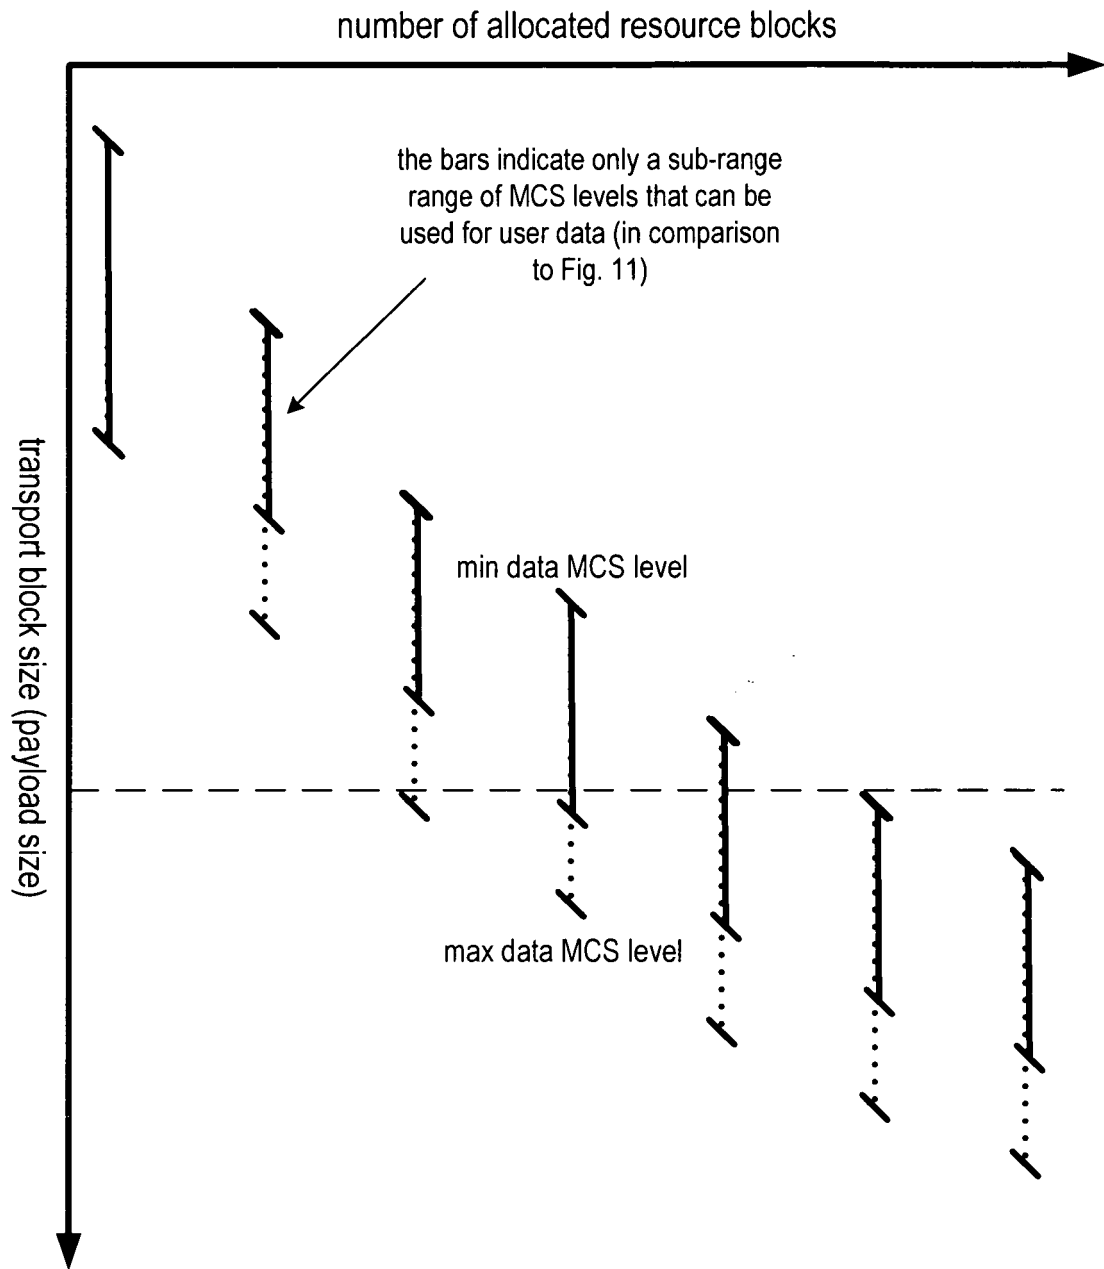 number of allocated resource blocks
the bars indicate only a sub-range
range of MCS levels that can be
used for user data (in comparison
to Fig. 11)
transport block size (payload size)
min data MCS level
max data MCS level